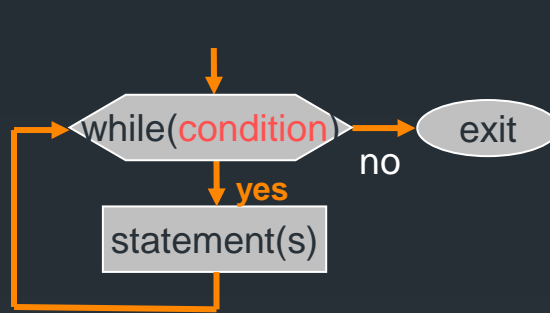 while(condition)
exit
no
yes
statement(s)